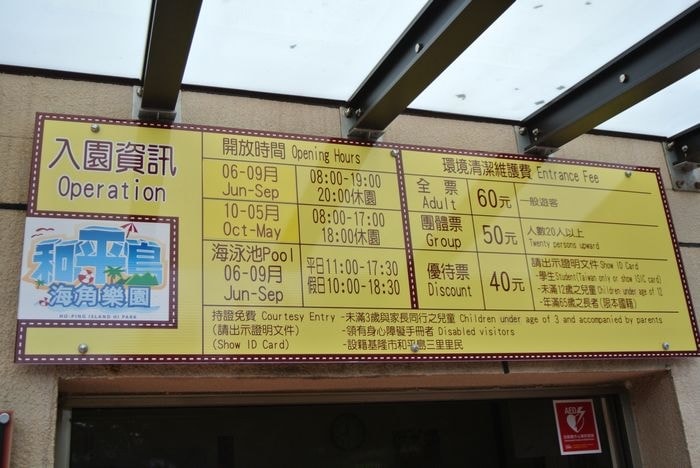 入園資訊
Operation
和平島
海角樂園
HO-PING ISLAND HI PARK
開放時間 Opening Hours
06-09月
Jun-Sep
08:00-19:00
20:00休園
10-05月
Oct-May
08:00-17:00
18:00休園
海泳池Pool
06-09月
Jun-Sep
平日11:00-17:30
假日10:00-18:30
環境清潔維護費 Entrance Fee
全票
Adult
60元
一般遊客
團體票
Group
50元
人數20人以上
Twenty persons upward
優待票
Discount
40元
請出示證明文件 Show ID Card
-學生Student(Taiwan only or show ISIC card)
-未滿12歲之兒童 Children under age of 12
-年滿65歲之長者(限本國籍)
持證免費 Courtesy Entry
(請出示證明文件)
(Show ID Card)
-未滿3歲與家長同行之兒童 Children under age of 3 and accompanied by parents
-領有身心障礙手冊者 Disabled visitors
-設籍基隆市和平島三里里民
AED